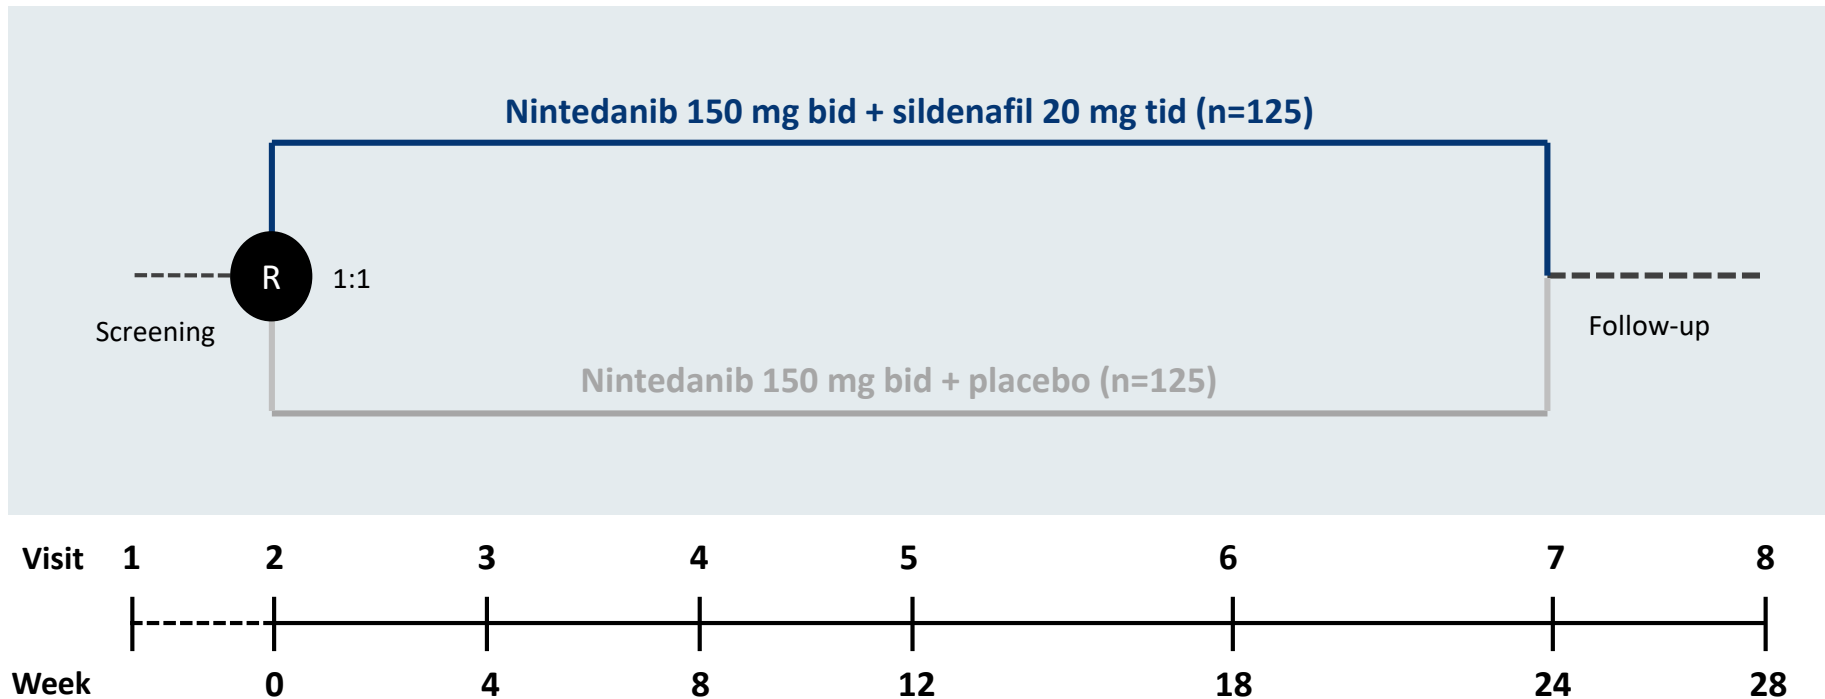 Nintedanib 150 mg bid + sildenafil 20 mg tid (n=125)
R 1:1
Screening
Follow-up
Nintedanib 150 mg bid + placebo (n=125)
Visit 1 2 3 4 5 6 7 8
Week 0 4 8 12 18 24 28